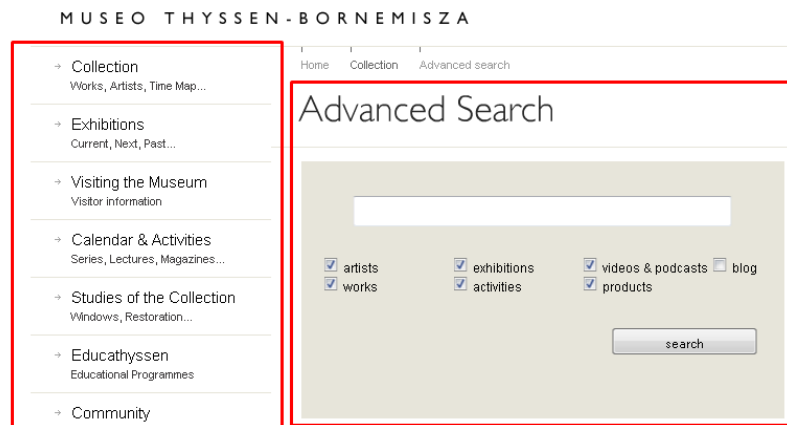 MUSEO THYSSEN-BORNEMISZA
Collection
Works, Artists, Time Map...
Exhibitions
Current, Next, Past...
Visiting the Museum
Visitor information
Calendar & Activities
Series, Lectures, Magazines...
Studies of the Collection
Windows, Restoration...
Educathyssen
Educational Programmes
Community
Home Collection Advanced search
Advanced Search
artists exhibitions videos & podcasts blog
works activities products
search